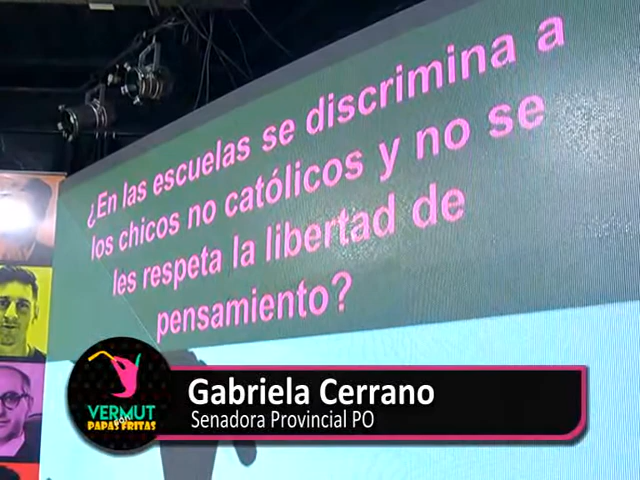 ¿En las escuelas se discrimina a
los chicos no católicos y no se
les respeta la libertad de
pensamiento?
VERMUT
con
PAPAS FRITAS
Gabriela Cerrano
Senadora Provincial PO